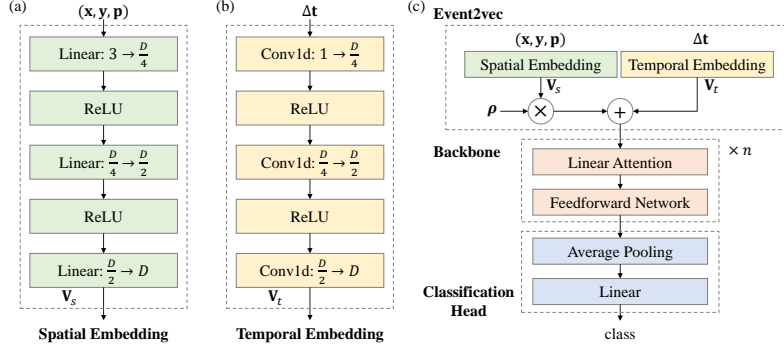 (a)
(x, y, p)
Linear: 3 → D/4
ReLU
Linear: D/4 → D/2
ReLU
Linear: D/2 → D
V_s
Spatial Embedding
(b)
Δt
Conv1d: 1 → D/4
ReLU
Conv1d: D/4 → D/2
ReLU
Conv1d: D/2 → D
V_t
Temporal Embedding
(c)
Event2vec
(x, y, p)
Δt
Spatial Embedding
Temporal Embedding
V_s
V_t
ρ
×
+
Backbone
× n
Linear Attention
Feedforward Network
Average Pooling
Classification
Head
Linear
class